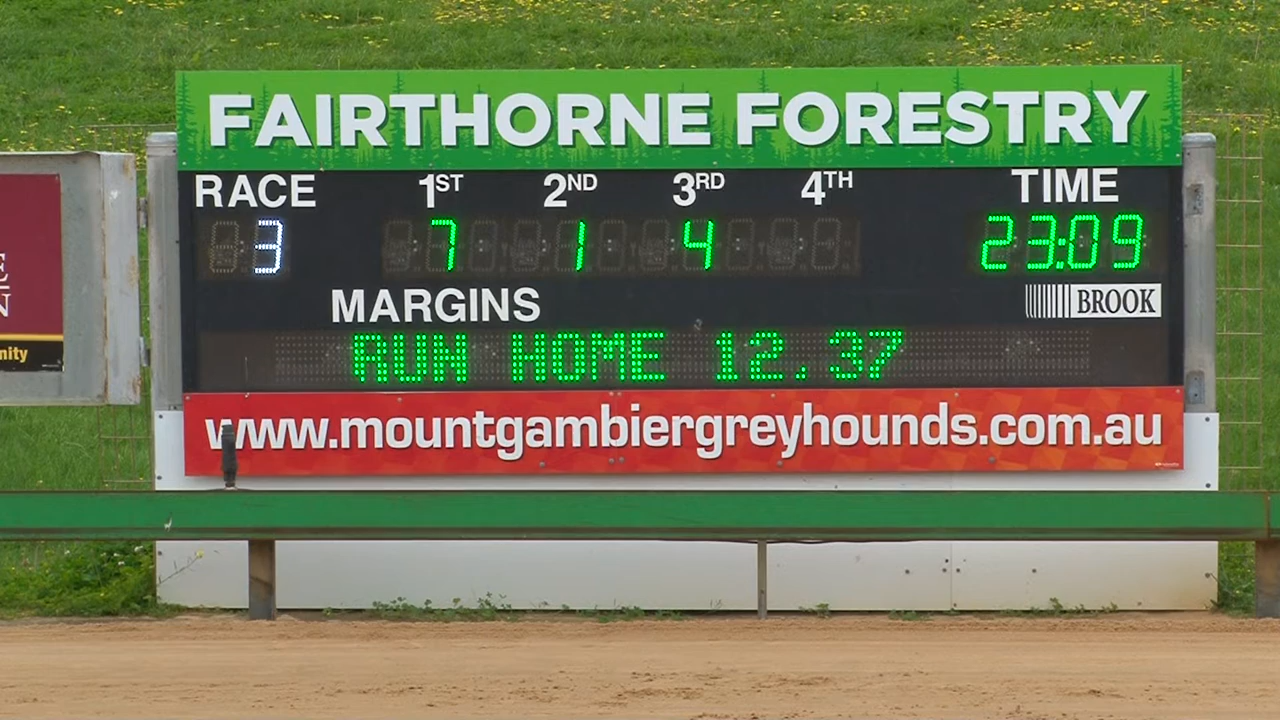 FAIRTHORNE FORESTRY
RACE 1ST 2ND 3RD 4TH TIME
3 7 1 4 23:09
MARGINS BROOK
RUN HOME 12.37
www.mountgambiergreyhounds.com.au
E
N
nity